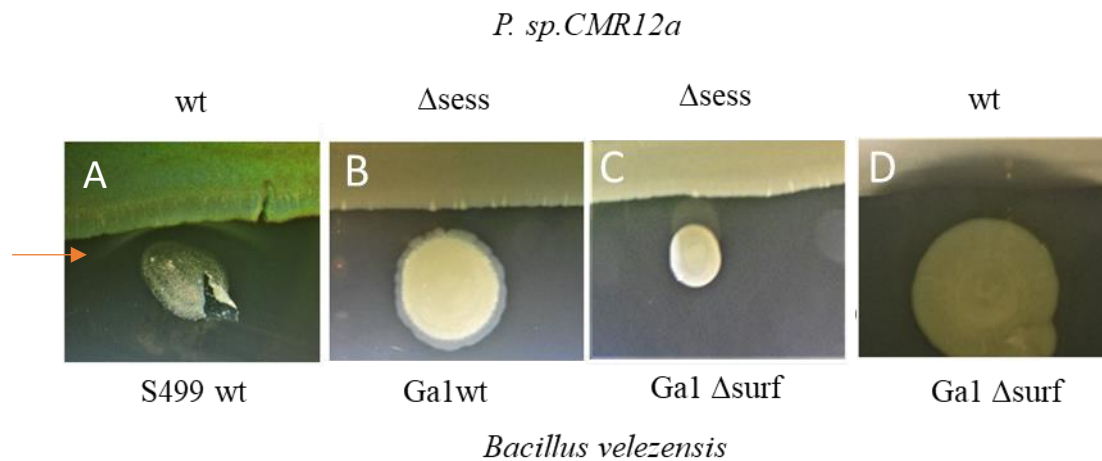 P. sp.CMR12a
wt Δsess Δsess wt
A B C D
S499 wt Ga1wt Ga1 Δsurf Ga1 Δsurf
Bacillus velezensis